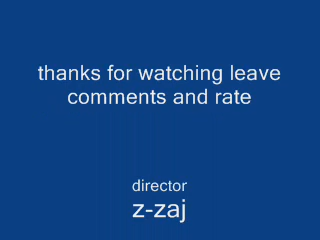 thanks for watching leave
comments and rate
director
z-zaj